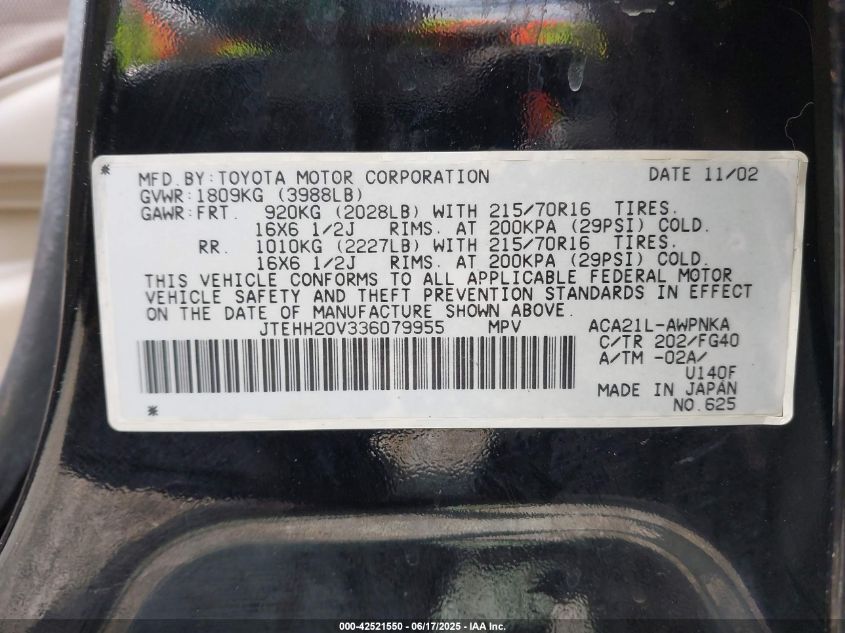 * MFD.BY:TOYOTA MOTOR CORPORATION DATE 11/02
GVWR:1809KG (3988LB)
GAWR:FRT. 920KG (2028LB) WITH 215/70R16 TIRES.
16X6 1/2J RIMS. AT 200KPA (29PSI) COLD.
RR. 1010KG (2227LB) WITH 215/70R16 TIRES.
16X6 1/2J RIMS. AT 200KPA (29PSI) COLD.
THIS VEHICLE CONFORMS TO ALL APPLICABLE FEDERAL MOTOR
VEHICLE SAFETY AND THEFT PREVENTION STANDARDS IN EFFECT
ON THE DATE OF MANUFACTURE SHOWN ABOVE.
JTEHH20V336079955 MPV ACA21L-AWPNKA
C/TR 202/FG40
A/TM -02A/
U140F
MADE IN JAPAN
* NO.625
000-42521550 - 06/17/2025 - IAA Inc.